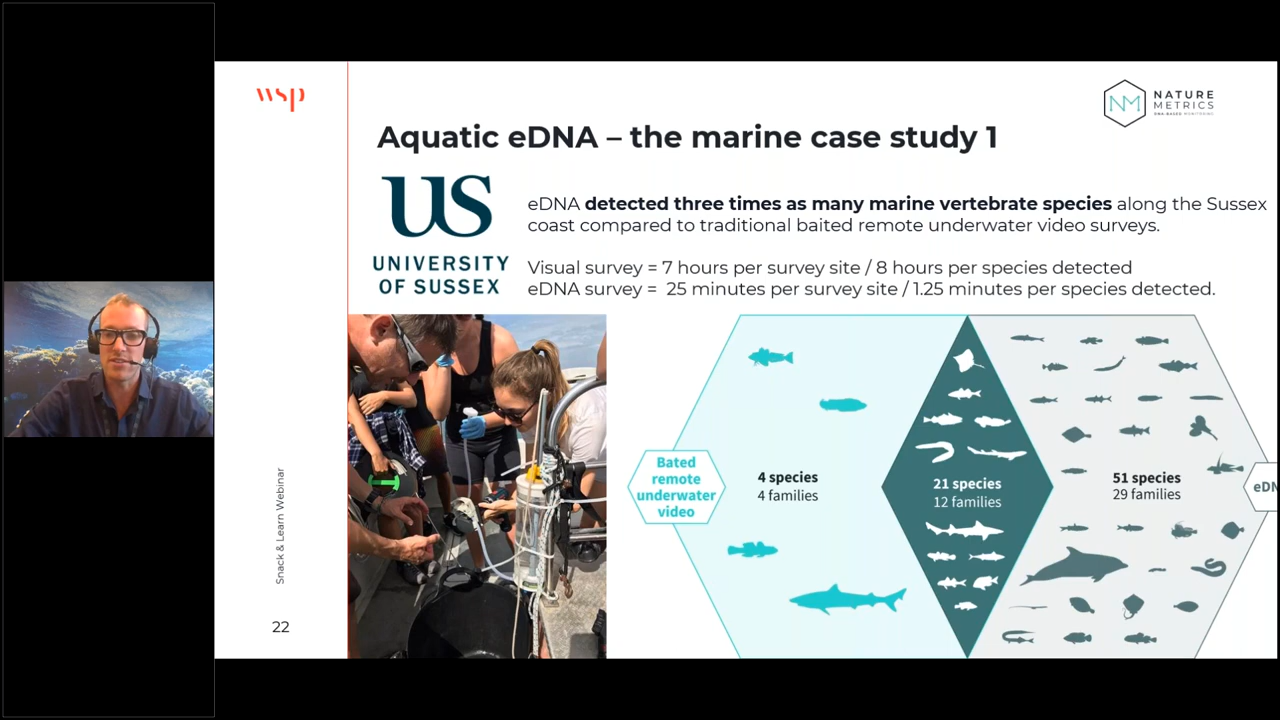 wsp
NATURE
METRICS
DNA-BASED MONITORING
Aquatic eDNA – the marine case study 1
us
UNIVERSITY
OF SUSSEX
eDNA detected three times as many marine vertebrate species along the Sussex
coast compared to traditional baited remote underwater video surveys.
Visual survey = 7 hours per survey site / 8 hours per species detected
eDNA survey = 25 minutes per survey site / 1.25 minutes per species detected.
Bated
remote
underwater
video
4 species
4 families
21 species
12 families
51 species
29 families
Snack & Learn Webinar
22